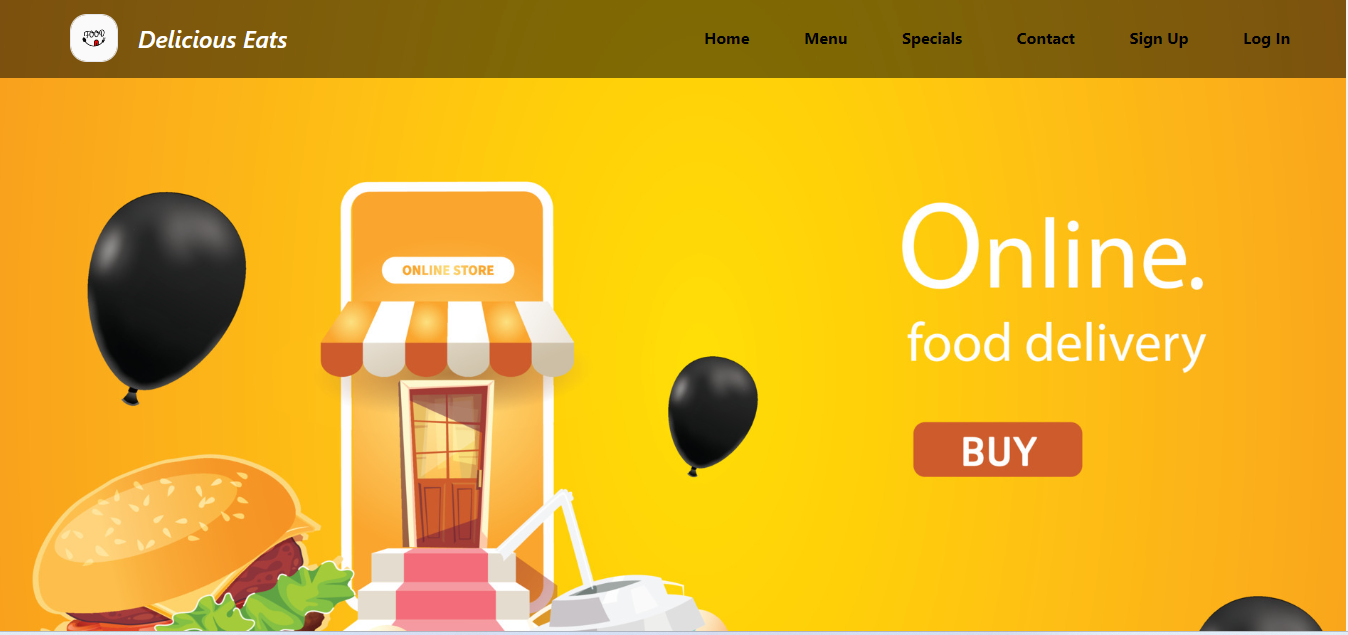 FOOD
Delicious Eats
Home
Menu
Specials
Contact
Sign Up
Log In
ONLINE STORE
Online.
food delivery
BUY